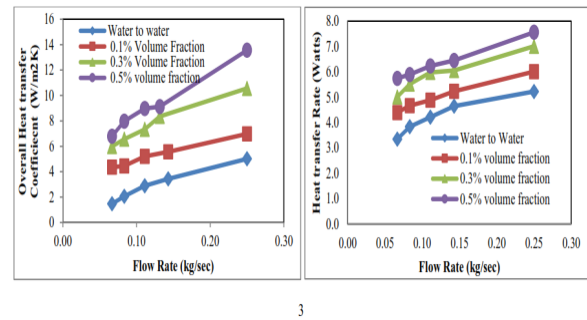 Overall Heat transfer
Coefficient (W/m2K)
16
14
12
10
8
6
4
2
0
Water to water
0.1% Volume Fraction
0.3% Volume Fraction
0.5% volume fraction
0.00 0.10 0.20 0.30
Flow Rate (kg/sec)
Heat transfer Rate (Watts)
8.0
7.0
6.0
5.0
4.0
3.0
2.0
1.0
0.0
Water to Water
0.1% volume fraction
0.3% volume fraction
0.5% volume fraction
0.00 0.05 0.10 0.15 0.20 0.25 0.30
Flow Rate (kg/sec)
3